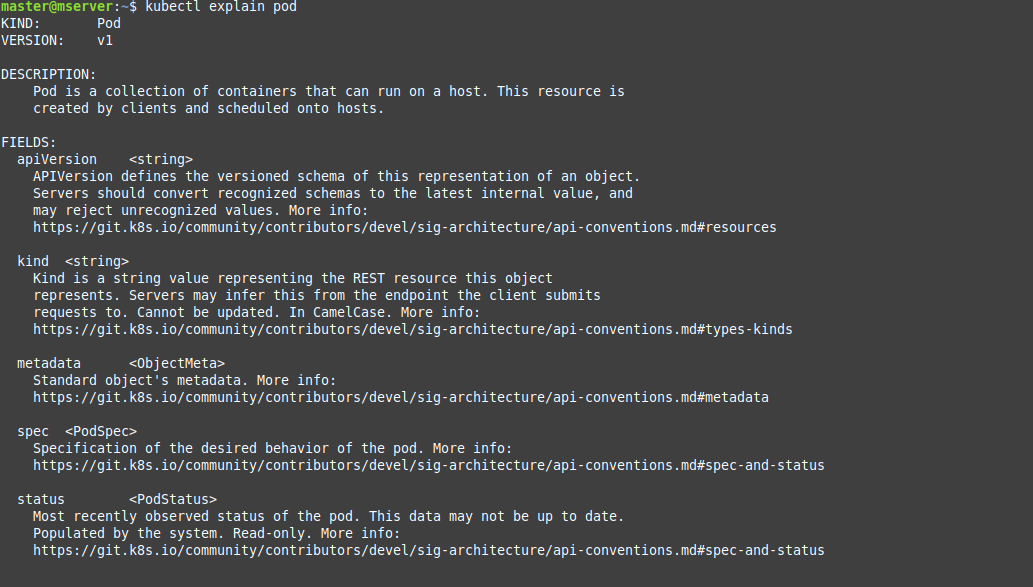 master@mserver:~$ kubectl explain pod
KIND:       Pod
VERSION:    v1

DESCRIPTION:
    Pod is a collection of containers that can run on a host. This resource is
    created by clients and scheduled onto hosts.

FIELDS:
  apiVersion    <string>
    APIVersion defines the versioned schema of this representation of an object.
    Servers should convert recognized schemas to the latest internal value, and
    may reject unrecognized values. More info:
    https://git.k8s.io/community/contributors/devel/sig-architecture/api-conventions.md#resources

  kind  <string>
    Kind is a string value representing the REST resource this object
    represents. Servers may infer this from the endpoint the client submits
    requests to. Cannot be updated. In CamelCase. More info:
    https://git.k8s.io/community/contributors/devel/sig-architecture/api-conventions.md#types-kinds

  metadata      <ObjectMeta>
    Standard object's metadata. More info:
    https://git.k8s.io/community/contributors/devel/sig-architecture/api-conventions.md#metadata

  spec  <PodSpec>
    Specification of the desired behavior of the pod. More info:
    https://git.k8s.io/community/contributors/devel/sig-architecture/api-conventions.md#spec-and-status

  status        <PodStatus>
    Most recently observed status of the pod. This data may not be up to date.
    Populated by the system. Read-only. More info:
    https://git.k8s.io/community/contributors/devel/sig-architecture/api-conventions.md#spec-and-status